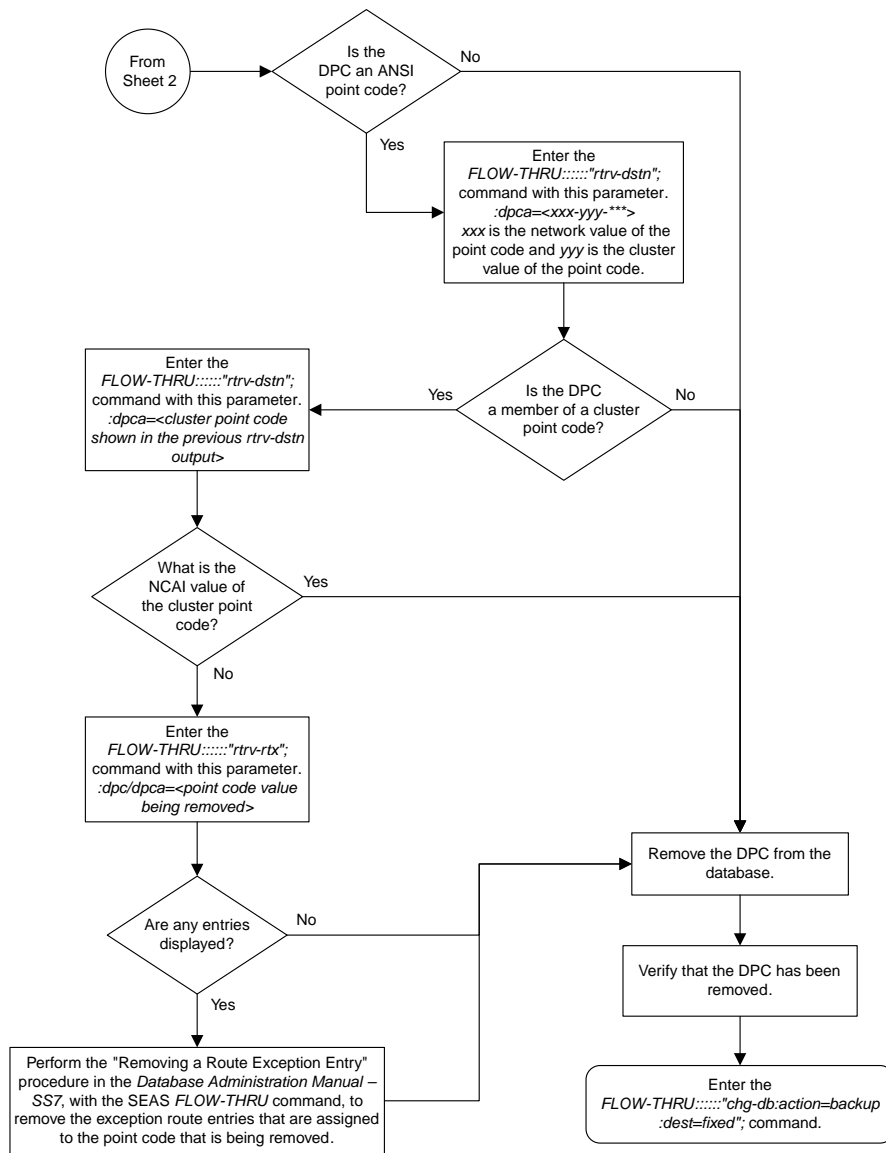 From
Sheet 2
Is the
DPC an ANSI
point code?
No
Yes
Enter the
FLOW-THRU::::::"rtrv-dstn";
command with this parameter.
:dpca=<xxx-yyy-***>
xxx is the network value of the
point code and yyy is the cluster
value of the point code.
Is the DPC
a member of a cluster
point code?
Yes
No
Enter the
FLOW-THRU::::::"rtrv-dstn";
command with this parameter.
:dpca=<cluster point code
shown in the previous rtrv-dstn
output>
What is the
NCAI value of
the cluster point
code?
Yes
No
Enter the
FLOW-THRU::::::"rtrv-rtx";
command with this parameter.
:dpc/dpca=<point code value
being removed>
Are any entries
displayed?
No
Yes
Perform the "Removing a Route Exception Entry"
procedure in the Database Administration Manual –
SS7, with the SEAS FLOW-THRU command, to
remove the exception route entries that are assigned
to the point code that is being removed.
Remove the DPC from the
database.
Verify that the DPC has been
removed.
Enter the
FLOW-THRU::::::"chg-db:action=backup
:dest=fixed"; command.